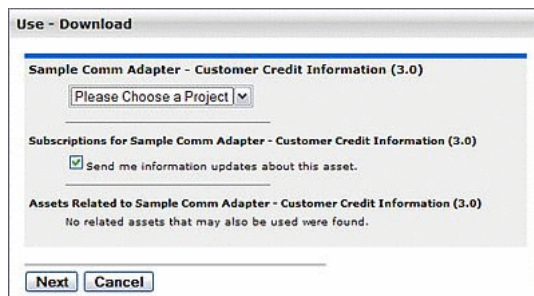 Use - Download
Sample Comm Adapter - Customer Credit Information (3.0)
Please Choose a Project
Subscriptions for Sample Comm Adapter - Customer Credit Information (3.0)
Send me information updates about this asset.
Assets Related to Sample Comm Adapter - Customer Credit Information (3.0)
No related assets that may also be used were found.
Next Cancel